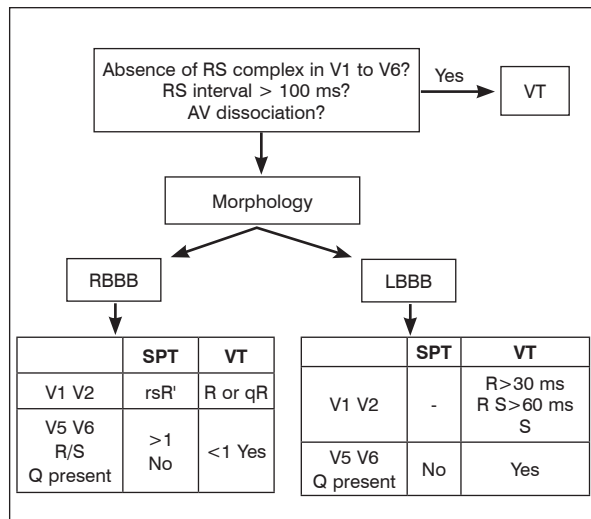 Absence of RS complex in V1 to V6?
RS interval > 100 ms?
AV dissociation?
Yes
VT
Morphology
RBBB
LBBB
SPT VT
V1 V2 rsR' R or qR
V5 V6
R/S
Q present
>1
No
<1 Yes
SPT VT
V1 V2
-
R>30 ms
R S>60 ms
S
V5 V6
Q present
No
Yes